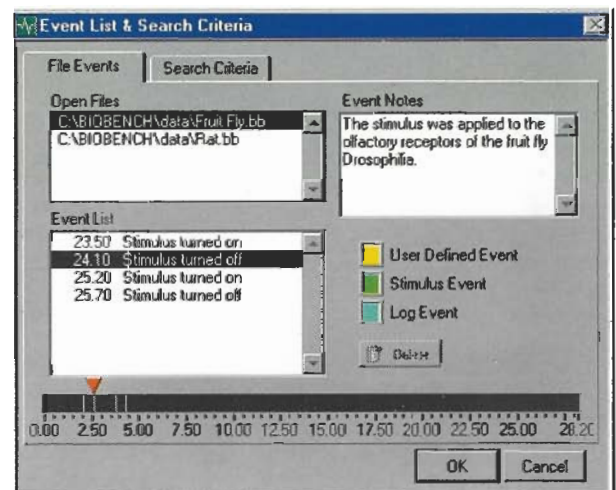 Event List & Search Criteria
File Events
Search Criteria
Open Files
C:\BIOBENCH\data\Fruit Fly.bb
C:\BIOBENCH\data\Rat.bb
Event Notes
The stimulus was applied to the
olfactory receptors of the fruit fly
Drosophilia.
Event List
23.50 Stimulus turned on
24.10 Stimulus turned off
25.20 Stimulus turned on
25.70 Stimulus turned off
User Defined Event
Stimulus Event
Log Event
Delete
0.00 2.50 5.00 7.50 10.00 12.50 15.00 17.50 20.00 22.50 25.00 28.20
OK
Cancel